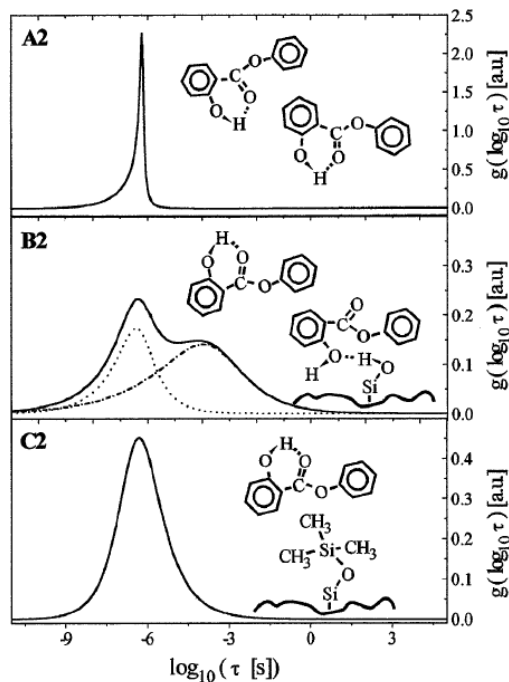 A2
O
C
O
O
H
O
C
O
O
H
2.5
2.0
1.5
1.0
0.5
0.0
g(log10 τ) [a.u.]
B2
H
O
O
C
O
O
C
O
O
H
H
O
Si
0.3
0.2
0.1
0.0
g(log10 τ) [a.u.]
C2
H
O
O
C
O
CH3
Si
CH3
CH3
O
Si
0.4
0.3
0.2
0.1
0.0
g(log10 τ) [a.u.]
-9 -6 -3 0 3
log10 (τ [s])